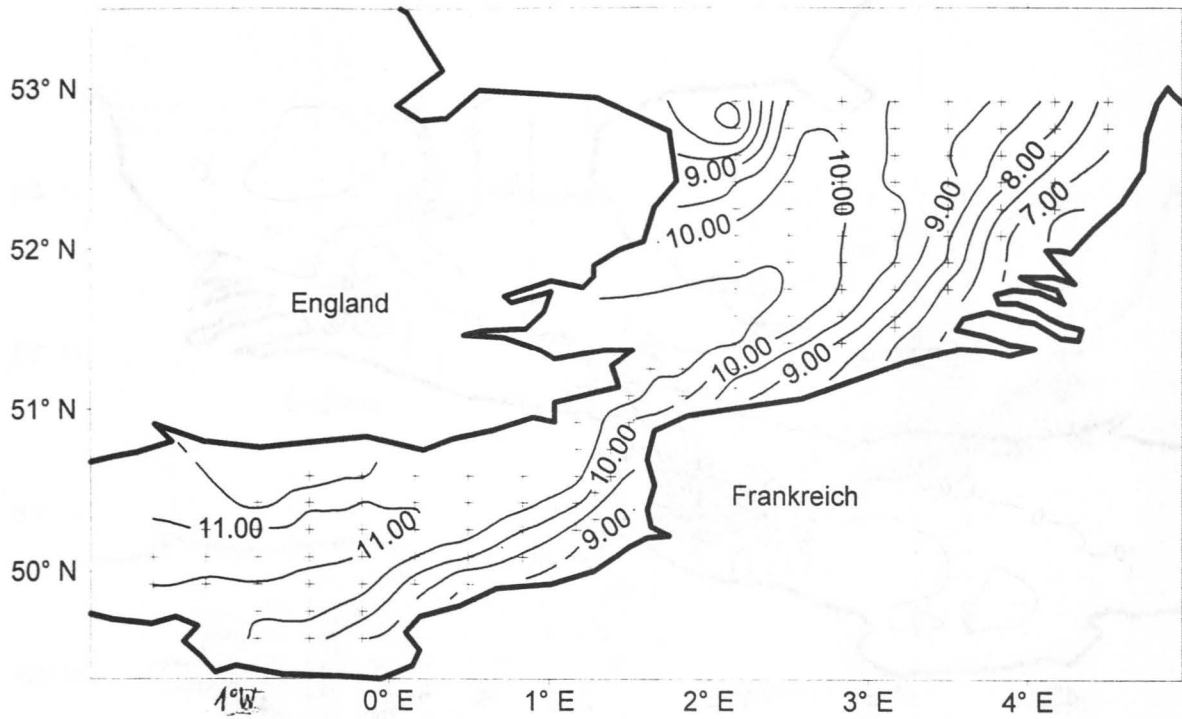 53° N
9.00
10.00
10.00
9.00
8.00
7.00
52° N
England
10.00
9.00
51° N
10.00
Frankreich
11.00
11.00
9.00
50° N
1°W
0° E
1° E
2° E
3° E
4° E